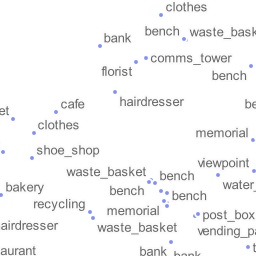 clothes
bench
waste_bask
bank
comms_tower
florist
bench
hairdresser
cafe
be
et
clothes
memorial
shoe_shop
viewpoint
waste_basket
bench
water_
bakery
bench
bench
recycling
memorial
post_box
airdresser
waste_basket
vending_pa
aurant
bank
bank
t